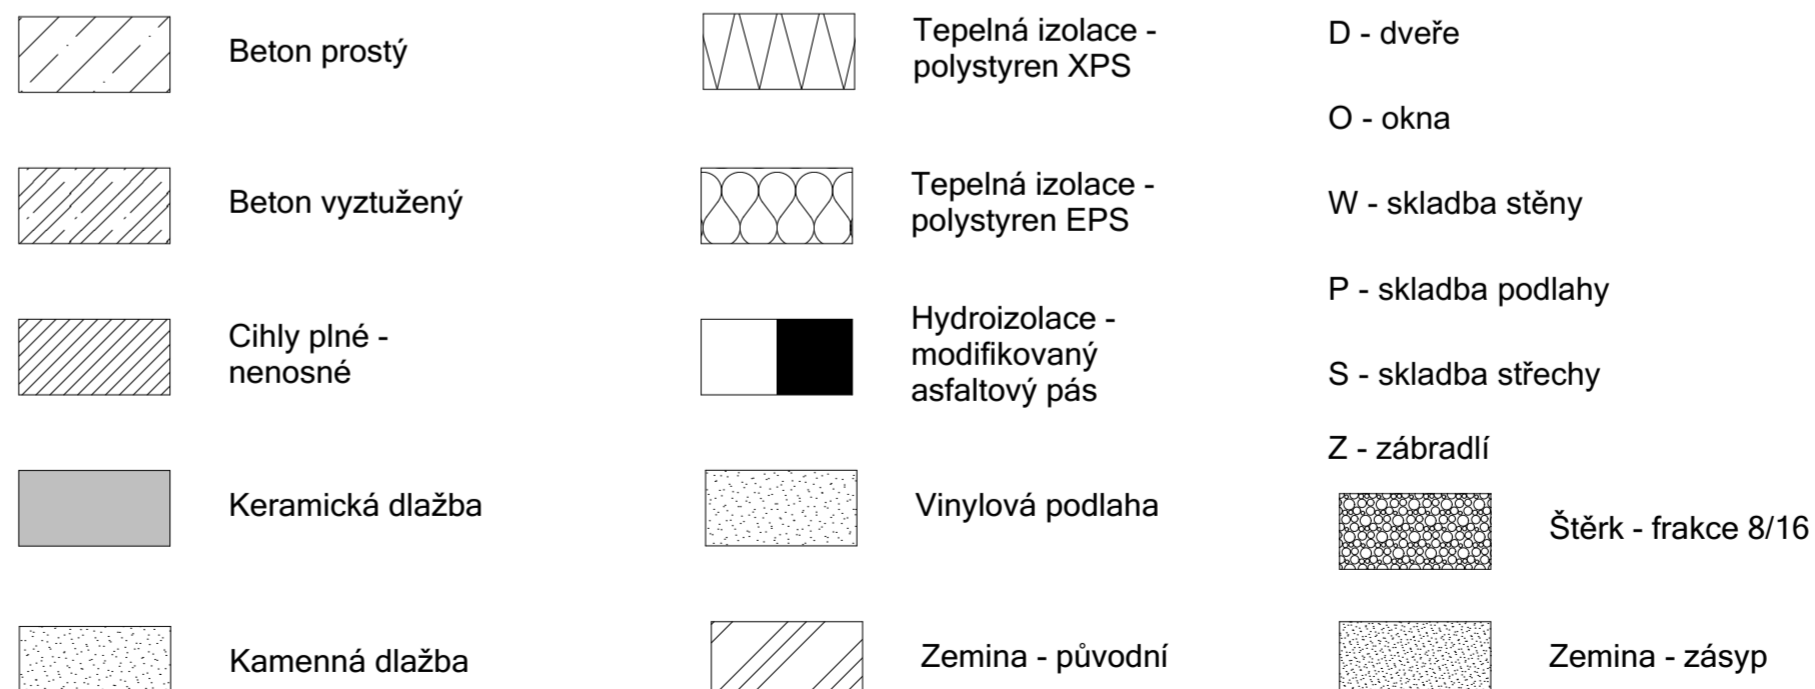 Beton prostý
Beton vyztužený
Cihly plné -
nenosné
Keramická dlažba
Kamenná dlažba
Tepelná izolace -
polystyren XPS
Tepelná izolace -
polystyren EPS
Hydroizolace -
modifikovaný
asfaltový pás
Vinylová podlaha
Zemina - původní
D - dveře
O - okna
W - skladba stěny
P - skladba podlahy
S - skladba střechy
Z - zábradlí
Štěrk - frakce 8/16
Zemina - zásyp